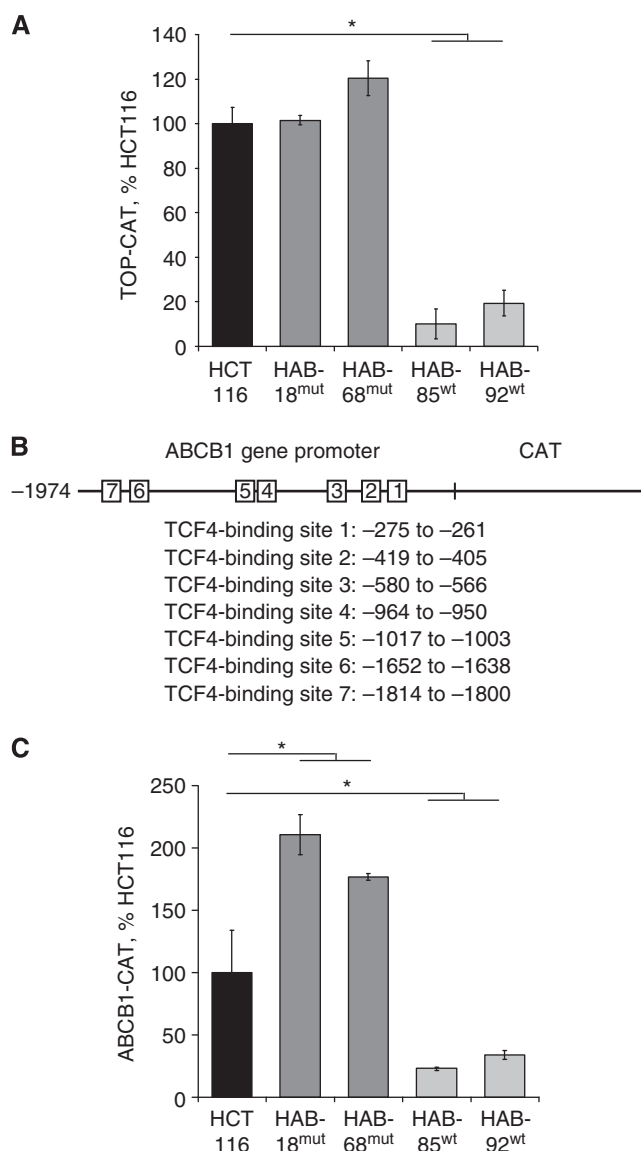 A
*
TOP-CAT, % HCT116
140
120
100
80
60
40
20
0
HCT 116
HAB-18mut
HAB-68mut
HAB-85wt
HAB-92wt
B
ABCB1 gene promoter CAT
–1974 7 6 5 4 3 2 1
TCF4-binding site 1: –275 to –261
TCF4-binding site 2: –419 to –405
TCF4-binding site 3: –580 to –566
TCF4-binding site 4: –964 to –950
TCF4-binding site 5: –1017 to –1003
TCF4-binding site 6: –1652 to –1638
TCF4-binding site 7: –1814 to –1800
C
*
*
ABCB1-CAT, % HCT116
250
200
150
100
50
0
HCT 116
HAB-18mut
HAB-68mut
HAB-85wt
HAB-92wt